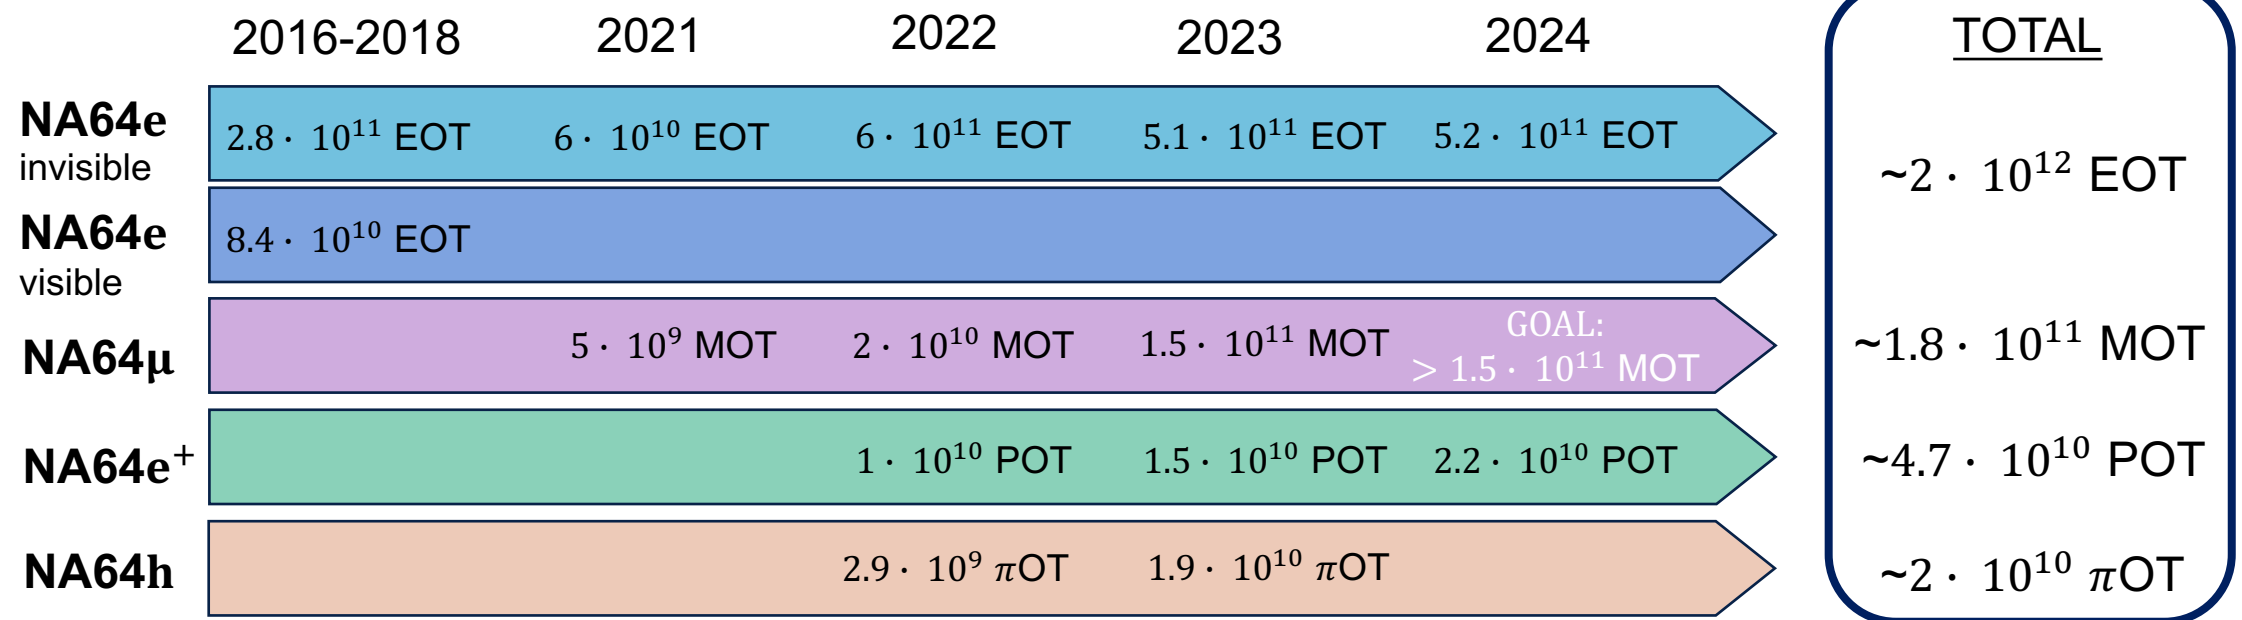 2016-2018 2021 2022 2023 2024 TOTAL
NA64e
invisible
2.8 · 10¹¹ EOT 6 · 10¹⁰ EOT 6 · 10¹¹ EOT 5.1 · 10¹¹ EOT 5.2 · 10¹¹ EOT
~2 · 10¹² EOT
NA64e
visible
8.4 · 10¹⁰ EOT
NA64μ
5 · 10⁹ MOT 2 · 10¹⁰ MOT 1.5 · 10¹¹ MOT
GOAL:
> 1.5 · 10¹¹ MOT
~1.8 · 10¹¹ MOT
NA64e⁺
1 · 10¹⁰ POT 1.5 · 10¹⁰ POT 2.2 · 10¹⁰ POT
~4.7 · 10¹⁰ POT
NA64h
2.9 · 10⁹ πOT 1.9 · 10¹⁰ πOT
~2 · 10¹⁰ πOT